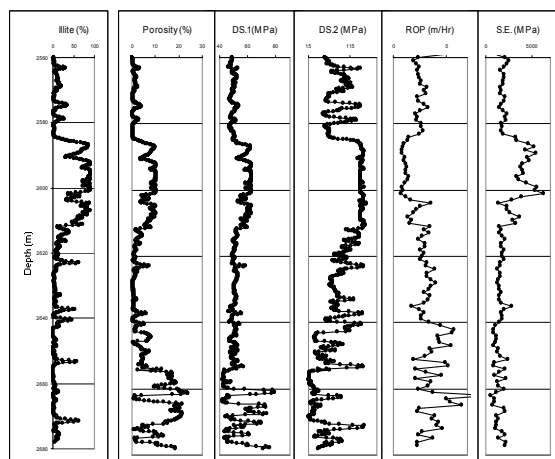 Illite (%)
0 50 100
Porosity (%)
0 10 20 30
DS.1(MPa)
40 60 80
DS.2 (MPa)
15 115
ROP (m/Hr)
0 5
S.E. (MPa)
0 5000
Depth (m)
2560
2580
2600
2620
2640
2660
2680